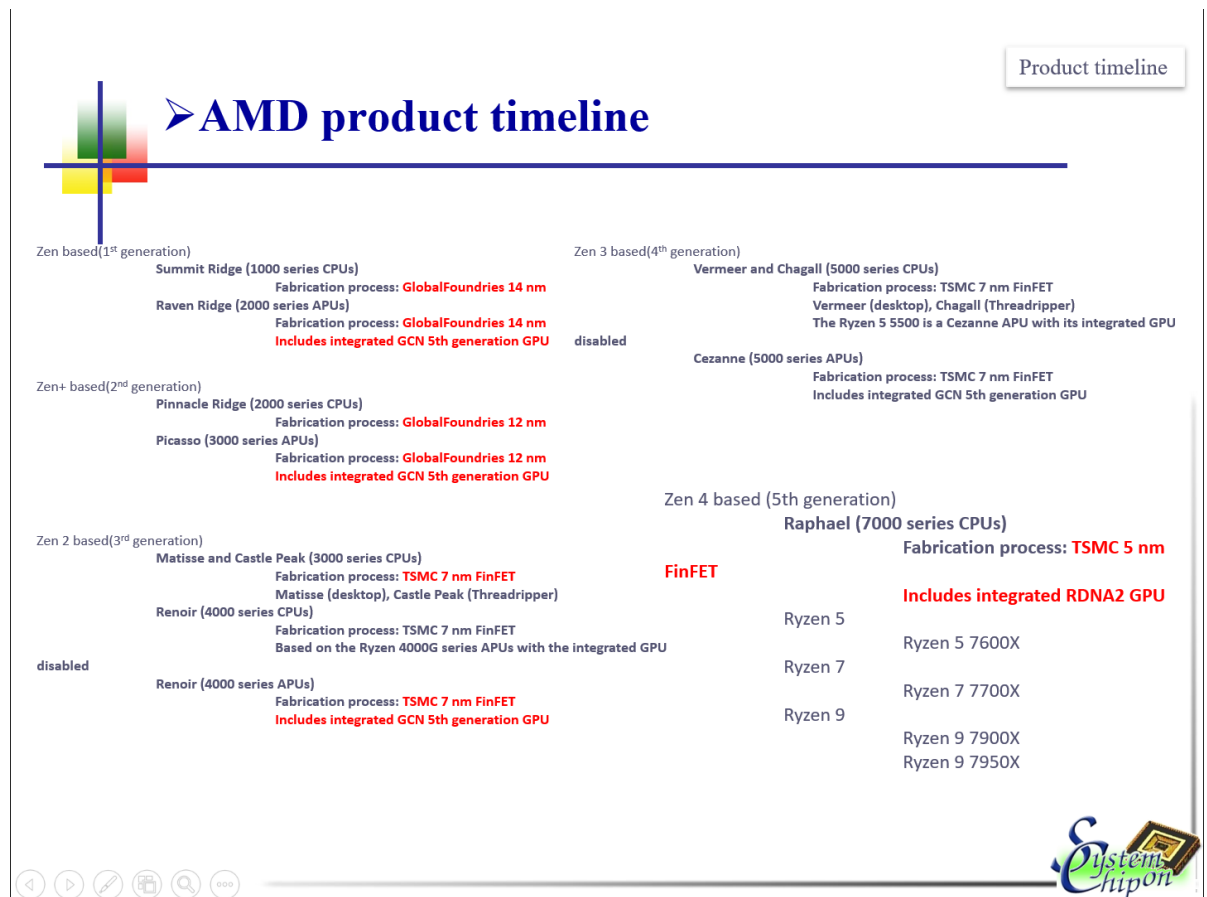 Product timeline
➢AMD product timeline
Zen based(1st generation)
Summit Ridge (1000 series CPUs)
Fabrication process: GlobalFoundries 14 nm
Raven Ridge (2000 series APUs)
Fabrication process: GlobalFoundries 14 nm
Includes integrated GCN 5th generation GPU
Zen+ based(2nd generation)
Pinnacle Ridge (2000 series CPUs)
Fabrication process: GlobalFoundries 12 nm
Picasso (3000 series APUs)
Fabrication process: GlobalFoundries 12 nm
Includes integrated GCN 5th generation GPU
Zen 2 based(3rd generation)
Matisse and Castle Peak (3000 series CPUs)
Fabrication process: TSMC 7 nm FinFET
Matisse (desktop), Castle Peak (Threadripper)
Renoir (4000 series CPUs)
Fabrication process: TSMC 7 nm FinFET
Based on the Ryzen 4000G series APUs with the integrated GPU
disabled
Renoir (4000 series APUs)
Fabrication process: TSMC 7 nm FinFET
Includes integrated GCN 5th generation GPU
Zen 3 based(4th generation)
Vermeer and Chagall (5000 series CPUs)
Fabrication process: TSMC 7 nm FinFET
Vermeer (desktop), Chagall (Threadripper)
The Ryzen 5 5500 is a Cezanne APU with its integrated GPU
disabled
Cezanne (5000 series APUs)
Fabrication process: TSMC 7 nm FinFET
Includes integrated GCN 5th generation GPU
Zen 4 based (5th generation)
Raphael (7000 series CPUs)
Fabrication process: TSMC 5 nm
FinFET
Includes integrated RDNA2 GPU
Ryzen 5
Ryzen 5 7600X
Ryzen 7
Ryzen 7 7700X
Ryzen 9
Ryzen 9 7900X
Ryzen 9 7950X
System
Chipon